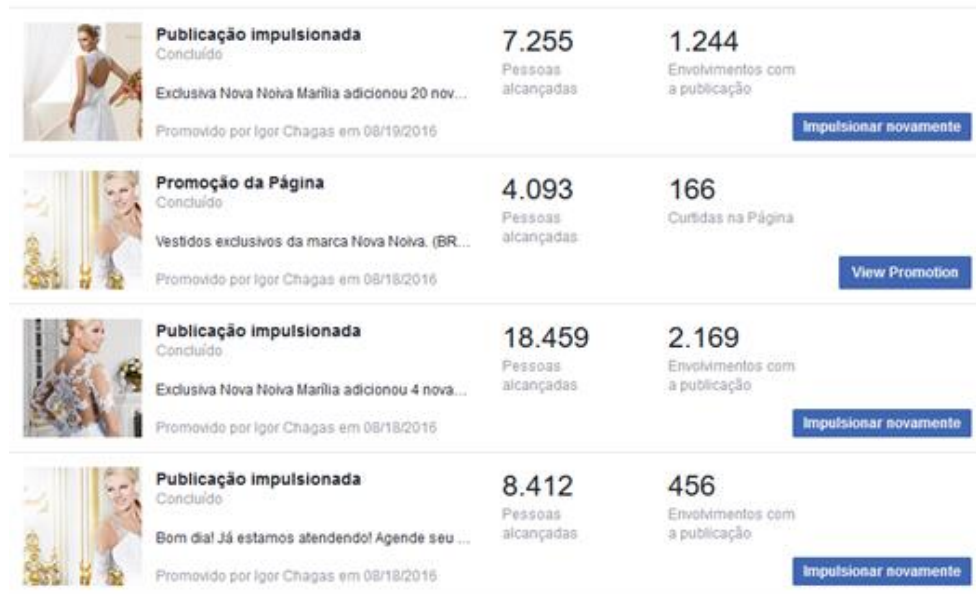 Publicação impulsionada
Concluído
Exclusiva Nova Noiva Marília adicionou 20 nov...
Promovido por Igor Chagas em 08/19/2016
7.255
Pessoas
alcançadas
1.244
Envolvimentos com
a publicação
Impulsionar novamente
Promoção da Página
Concluído
Vestidos exclusivos da marca Nova Noiva. (BR...
Promovido por Igor Chagas em 08/18/2016
4.093
Pessoas
alcançadas
166
Curtidas na Página
View Promotion
Publicação impulsionada
Concluído
Exclusiva Nova Noiva Marília adicionou 4 nova...
Promovido por Igor Chagas em 08/18/2016
18.459
Pessoas
alcançadas
2.169
Envolvimentos com
a publicação
Impulsionar novamente
Publicação impulsionada
Concluído
Bom dia! Já estamos atendendo! Agende seu ...
Promovido por Igor Chagas em 08/18/2016
8.412
Pessoas
alcançadas
456
Envolvimentos com
a publicação
Impulsionar novamente